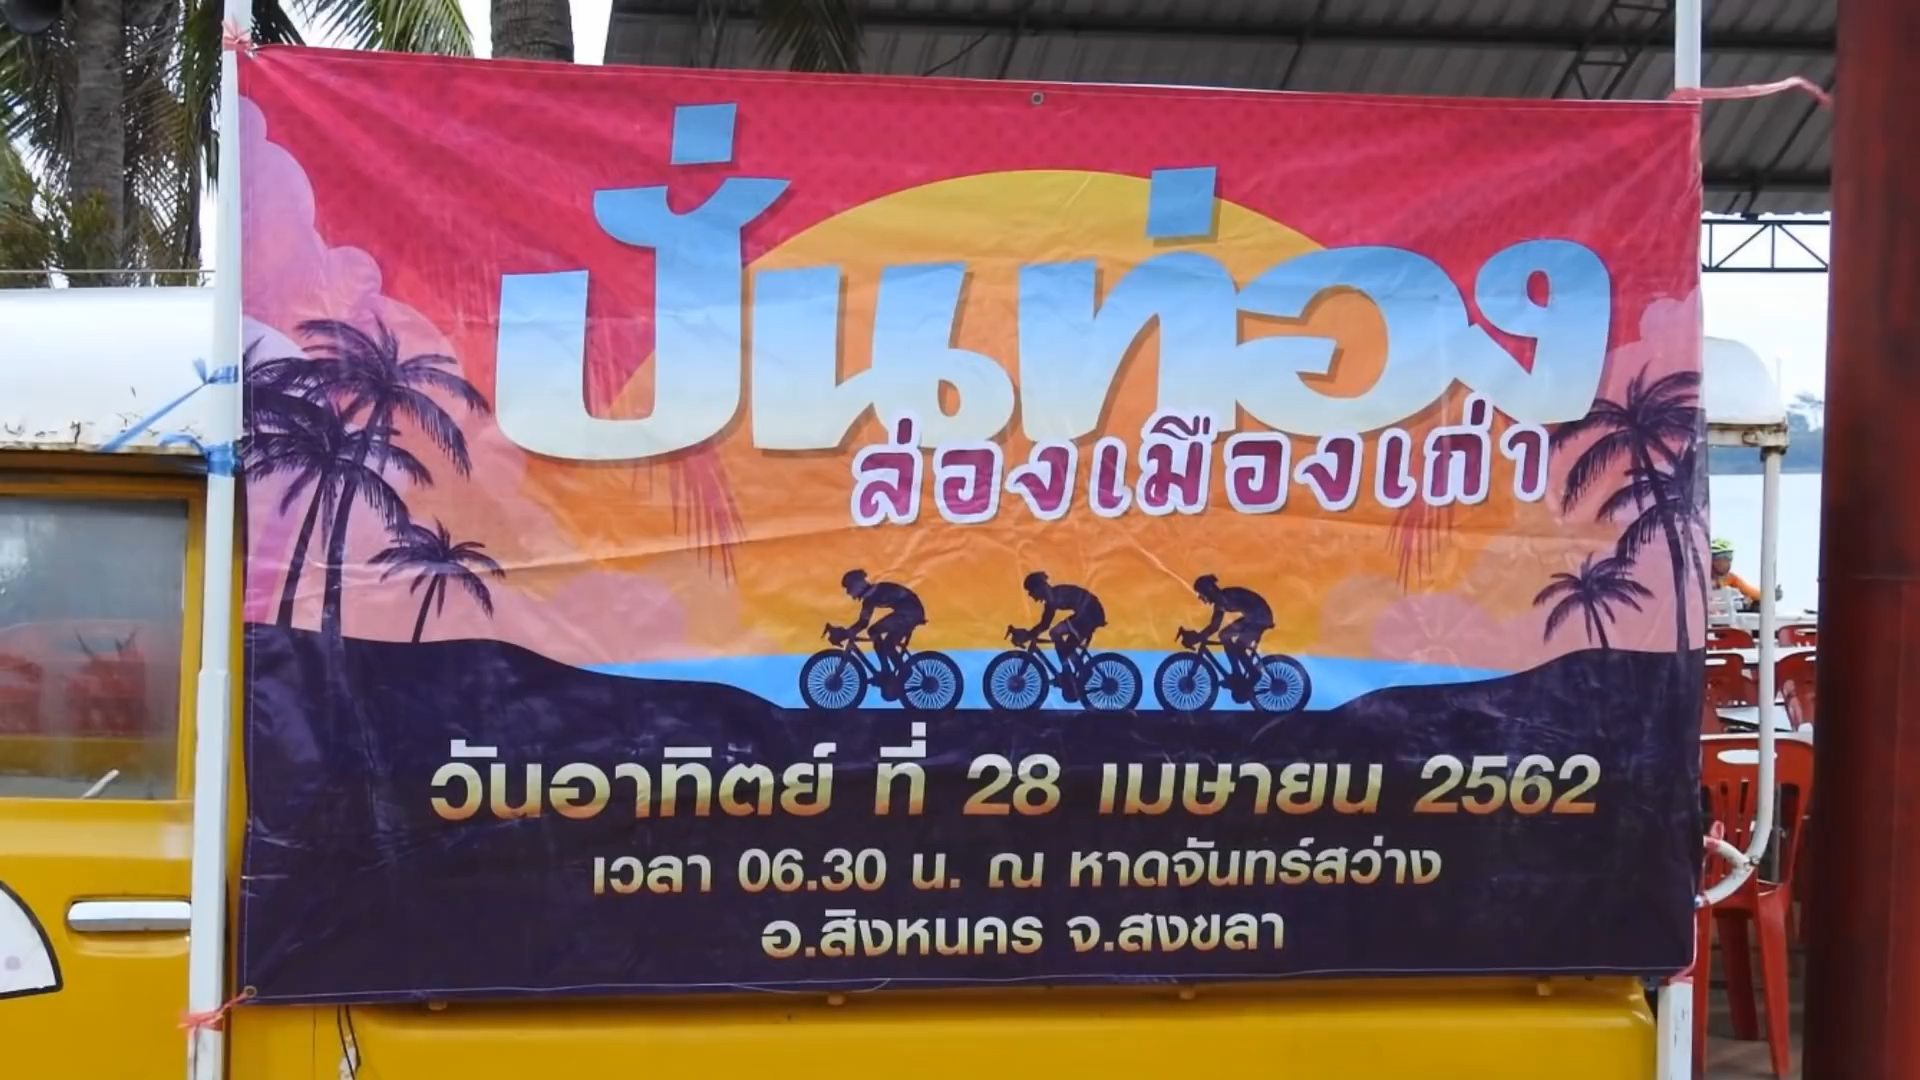 ปั่นท่อง
ล่องเมืองเก่า
วันอาทิตย์ ที่ 28 เมษายน 2562
เวลา 06.30 น. ณ หาดจันทร์สว่าง
อ.สิงหนคร จ.สงขลา